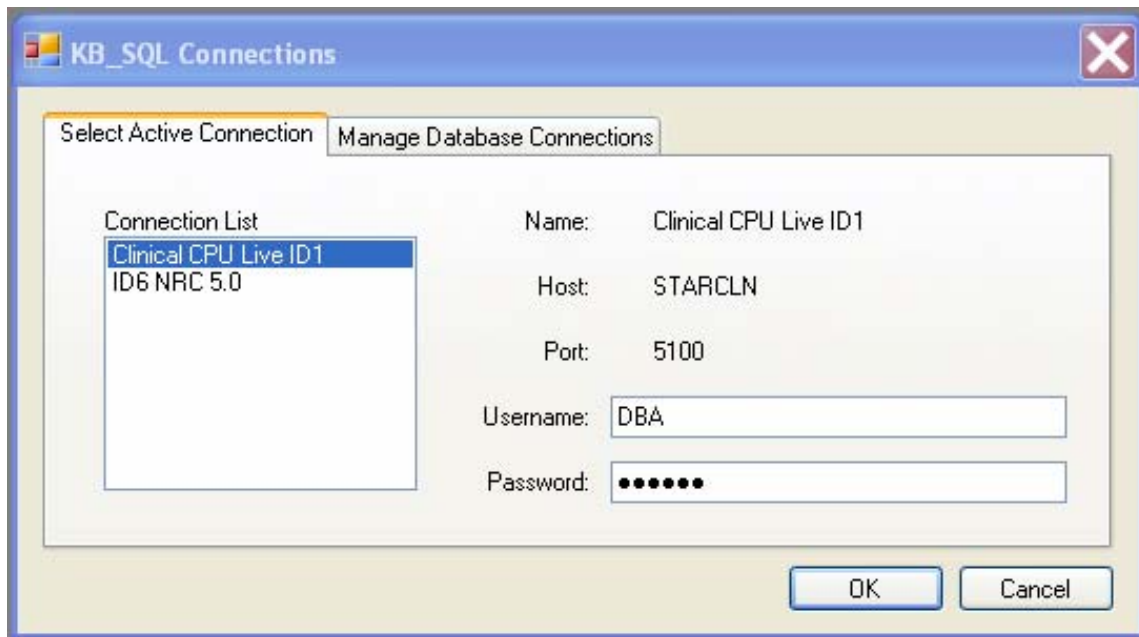 KB_SQL Connections
Select Active Connection
Manage Database Connections
Connection List
Clinical CPU Live ID1
ID6 NRC 5.0
Name: Clinical CPU Live ID1
Host: STARCLN
Port: 5100
Username: DBA
Password: ●●●●●●
OK
Cancel